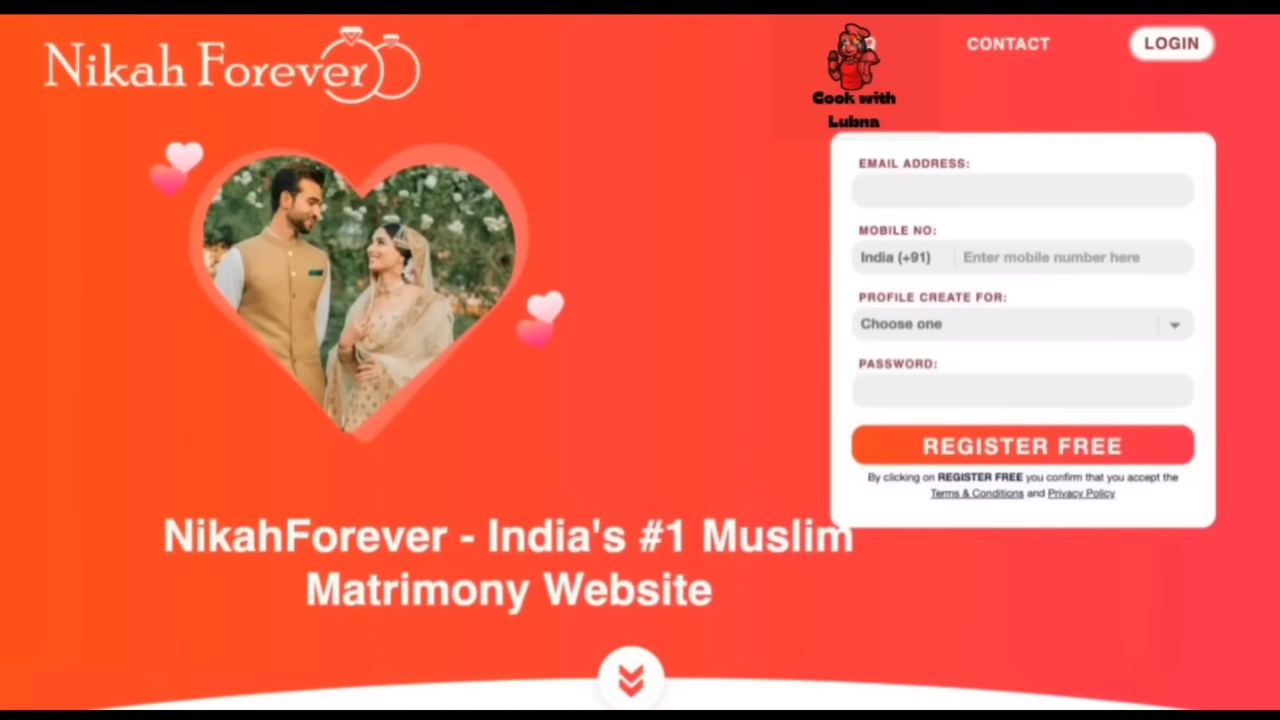 Nikah Forever
CONTACT
LOGIN
Cook with
Lubna
EMAIL ADDRESS:
MOBILE NO:
India (+91) Enter mobile number here
PROFILE CREATE FOR:
Choose one
PASSWORD:
REGISTER FREE
By clicking on REGISTER FREE you confirm that you accept the
Terms & Conditions and Privacy Policy
NikahForever - India's #1 Muslim
Matrimony Website